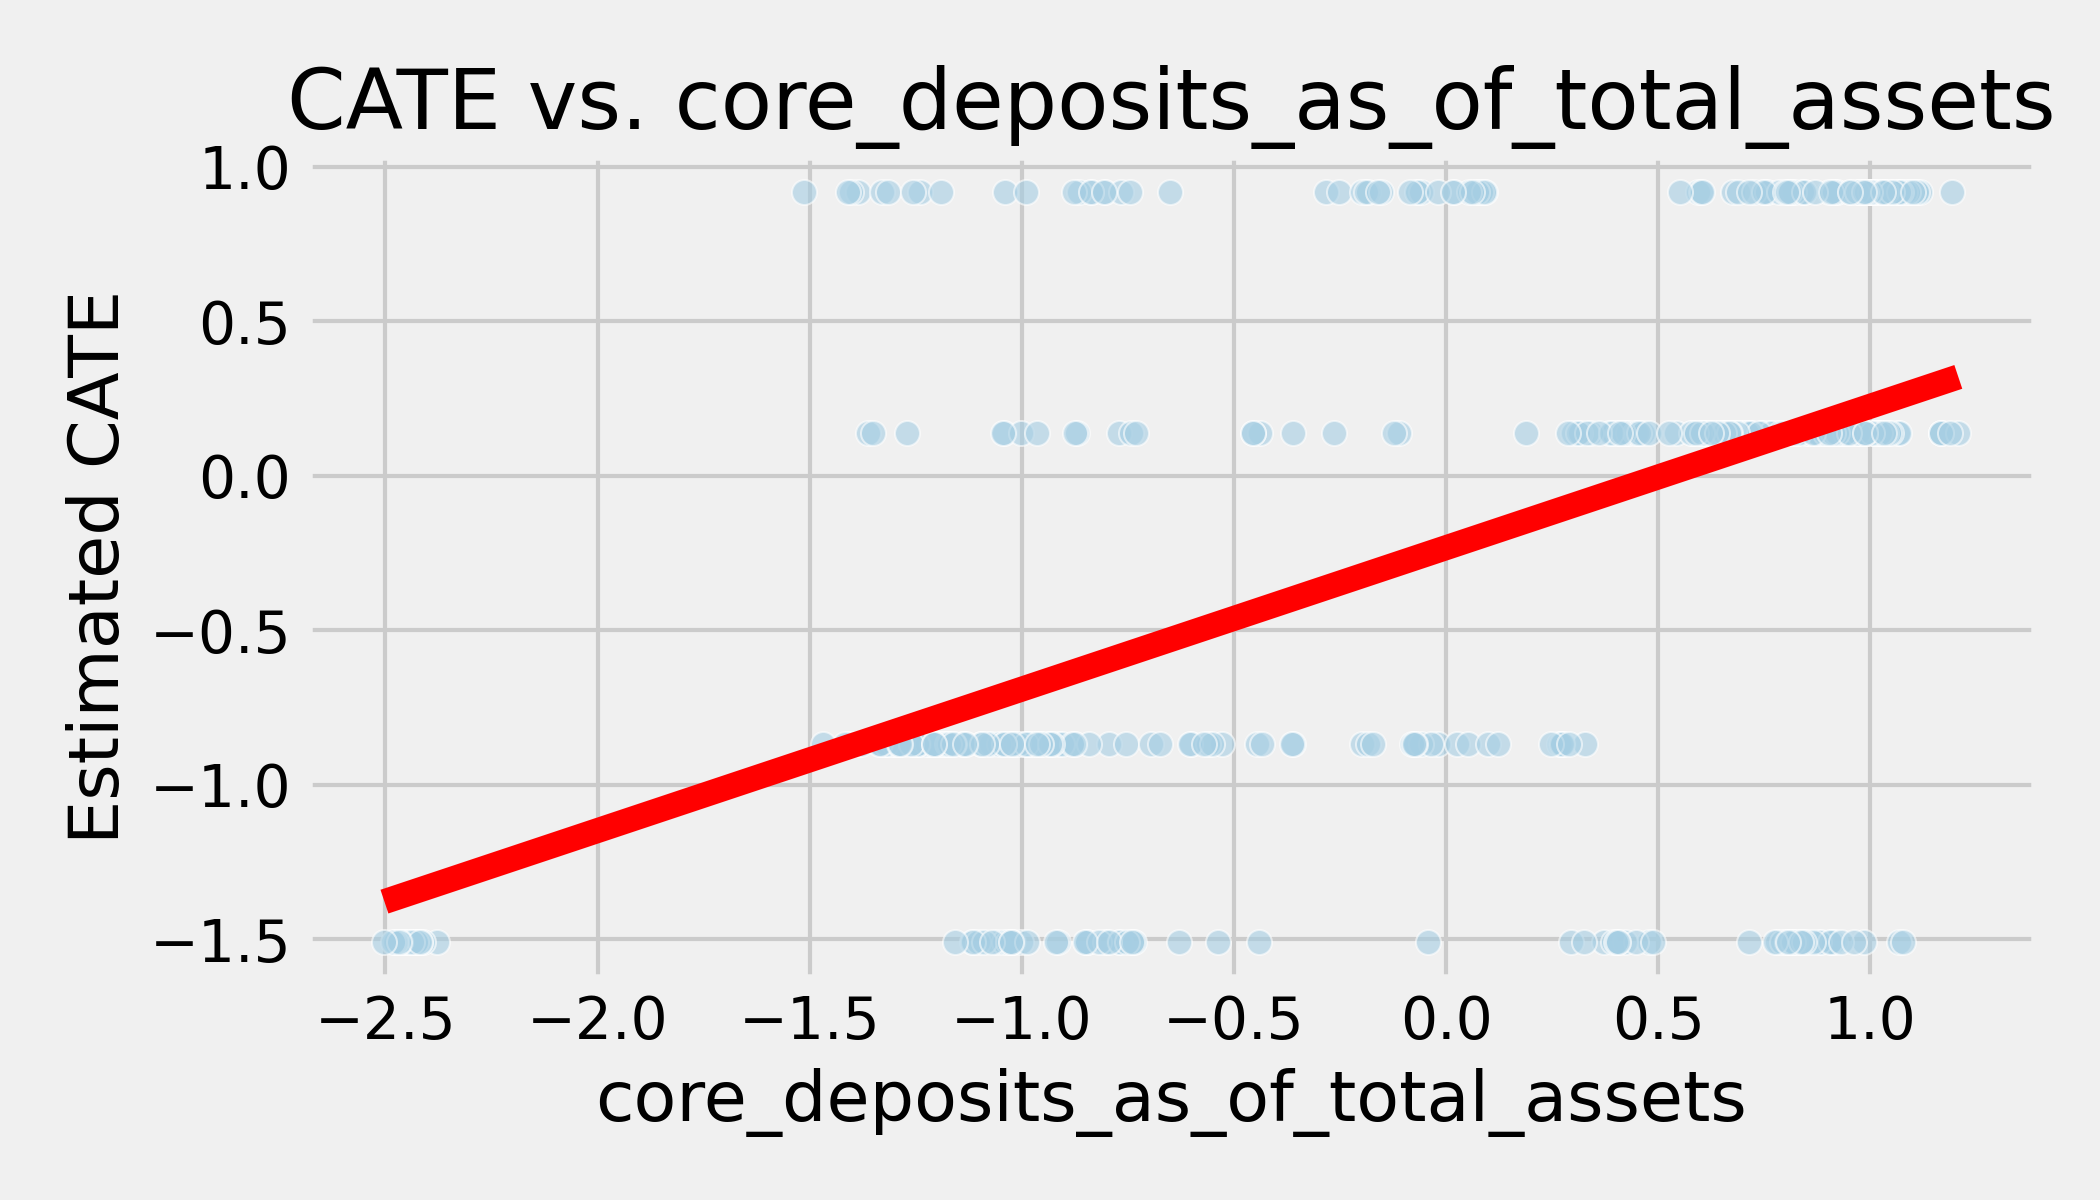 CATE vs. core_deposits_as_of_total_assets
1.0
0.5
0.0
−0.5
−1.0
−1.5
Estimated CATE
−2.5 −2.0 −1.5 −1.0 −0.5 0.0 0.5 1.0
core_deposits_as_of_total_assets